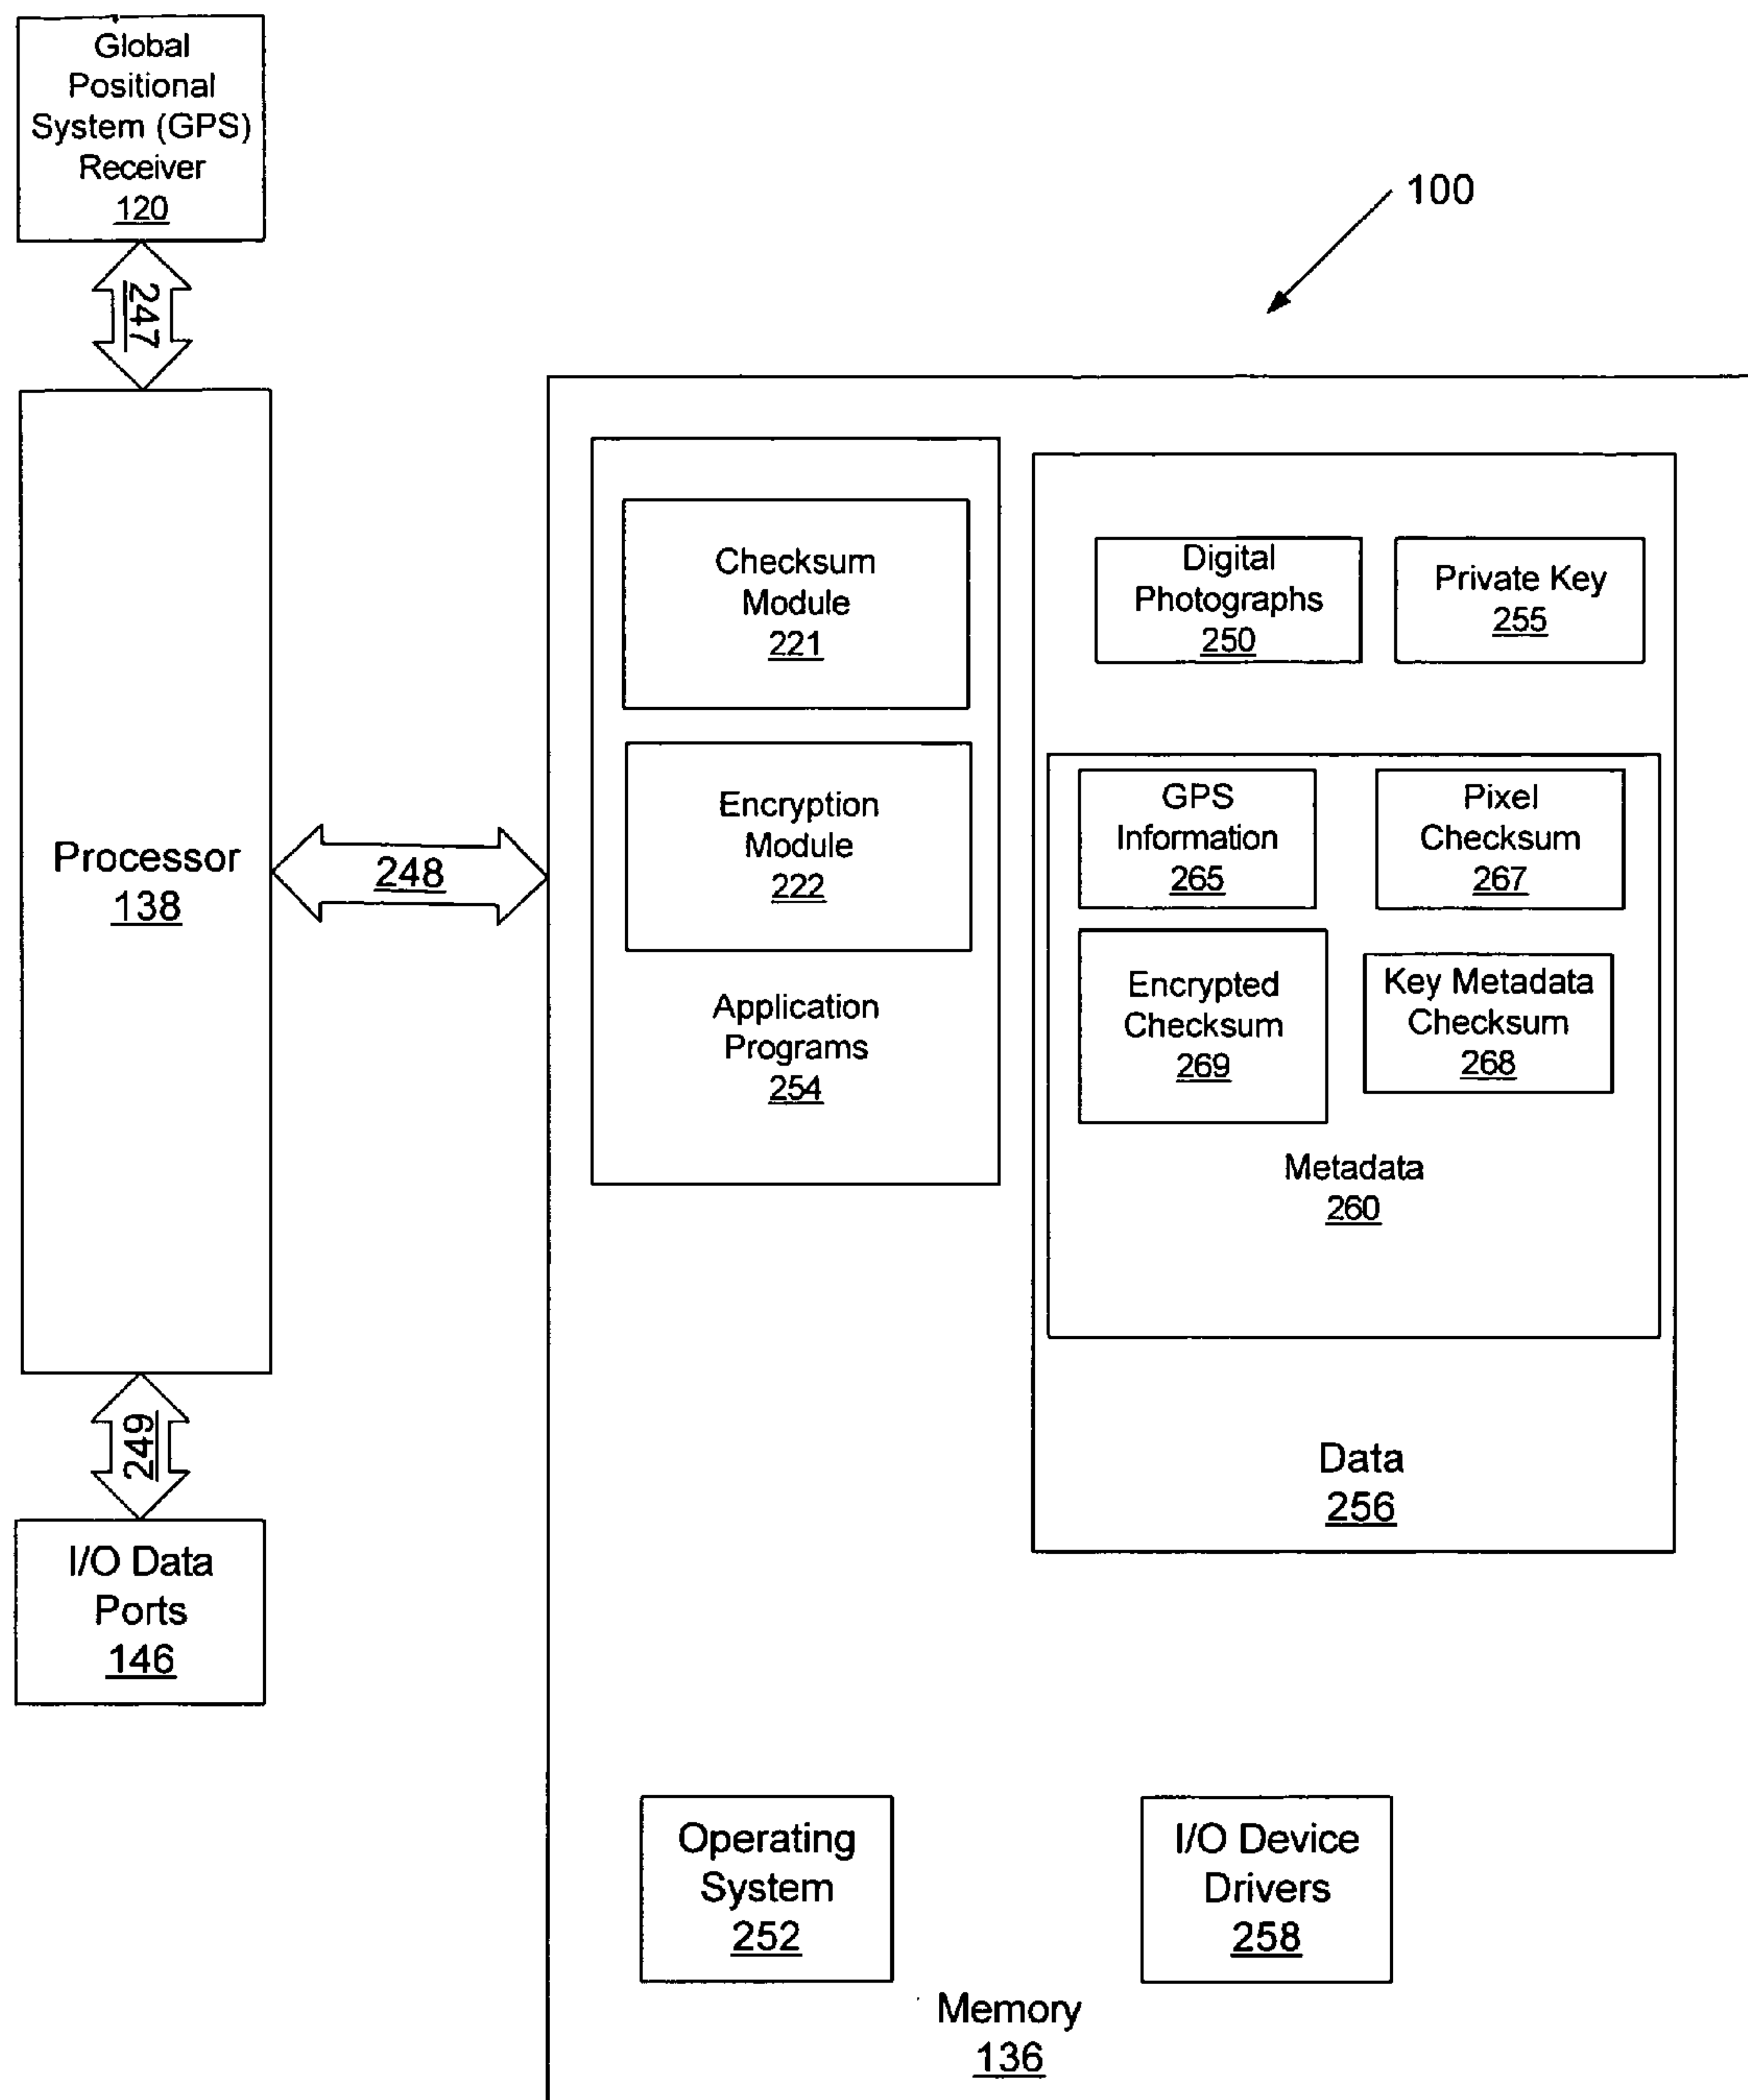 Global
Positional
System (GPS)
Receiver
120
247
100
Processor
138
248
249
I/O Data
Ports
146
Checksum
Module
221
Encryption
Module
222
Application
Programs
254
Digital
Photographs
250
Private Key
255
GPS
Information
265
Pixel
Checksum
267
Encrypted
Checksum
269
Key Metadata
Checksum
268
Metadata
260
Data
256
Operating
System
252
I/O Device
Drivers
258
Memory
136